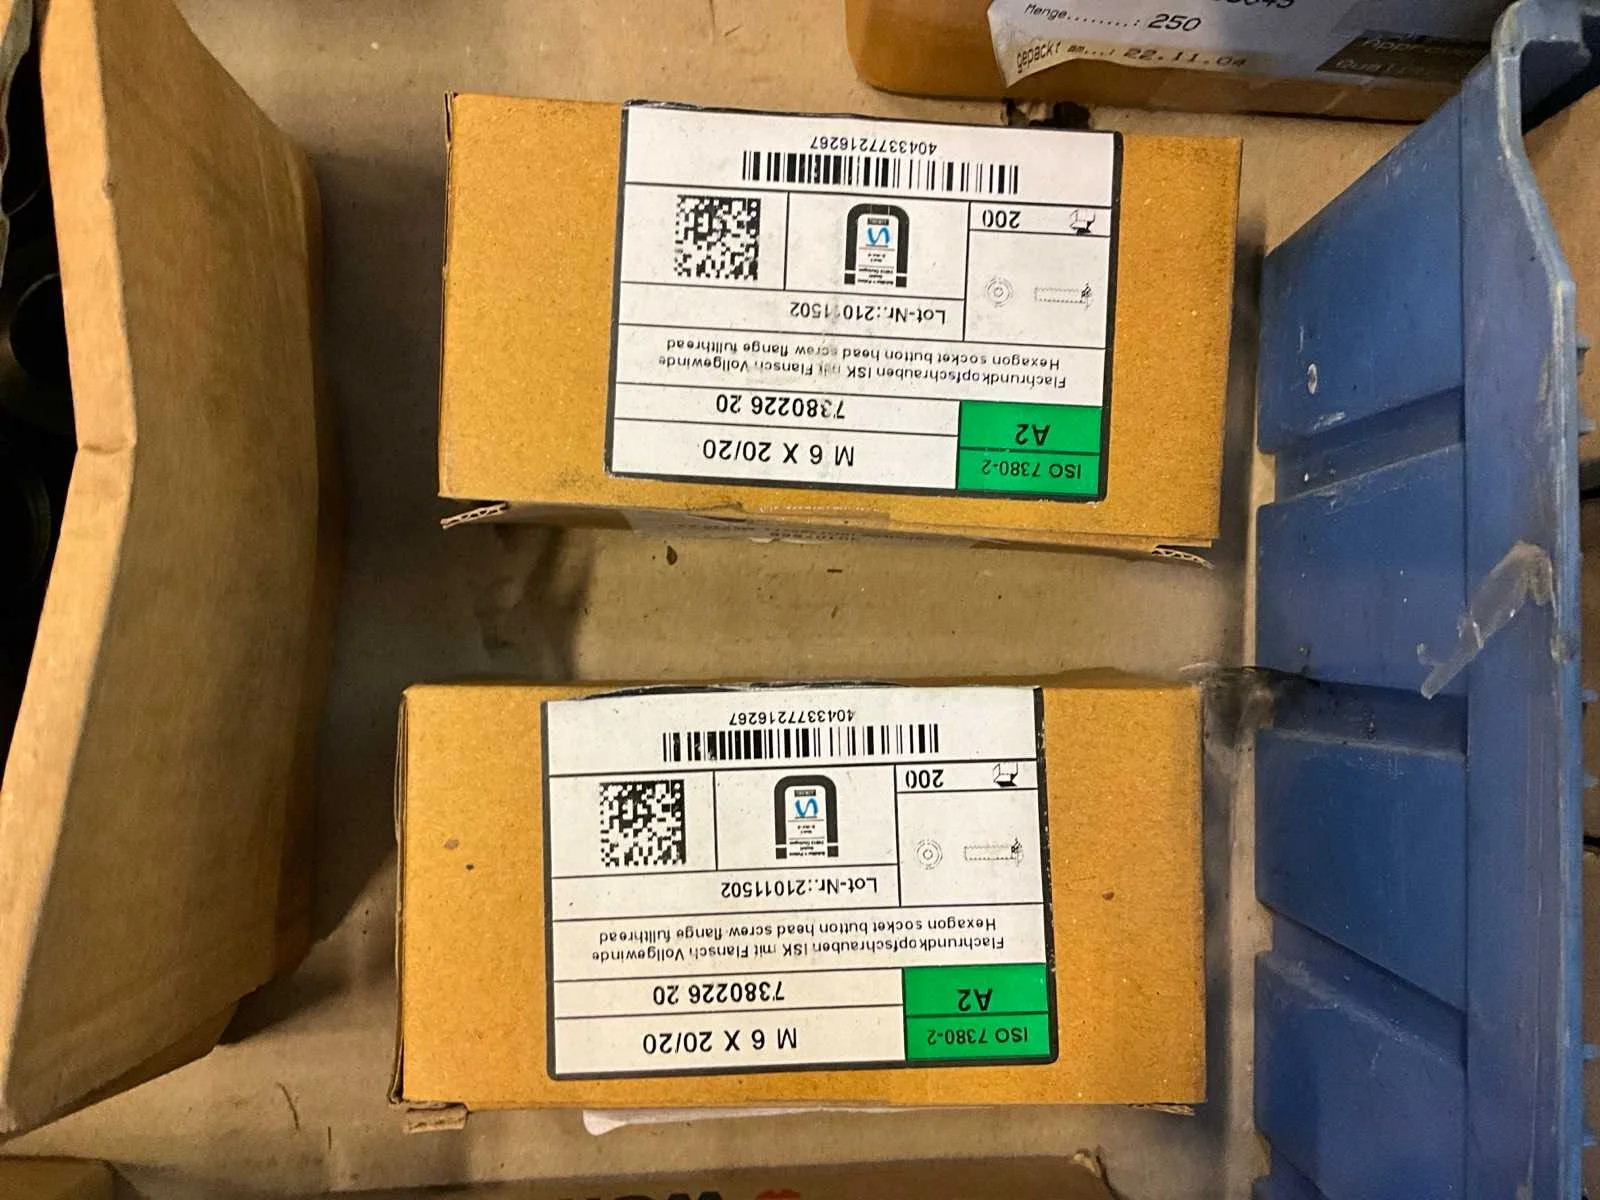 Menge........: 250
gepackt am...: 22.11.04
ISO 7380-2
A2
M 6 X 20/20
7380226 20
Flachrundkopfschrauben ISK mit Flansch Vollgewinde
Hexagon socket button head screw flange fullthread
Lot-Nr.:21011502
200
4043377216267
ISO 7380-2
A2
M 6 X 20/20
7380226 20
Flachrundkopfschrauben ISK mit Flansch Vollgewinde
Hexagon socket button head screw flange fullthread
Lot-Nr.:21011502
200
4043377216267